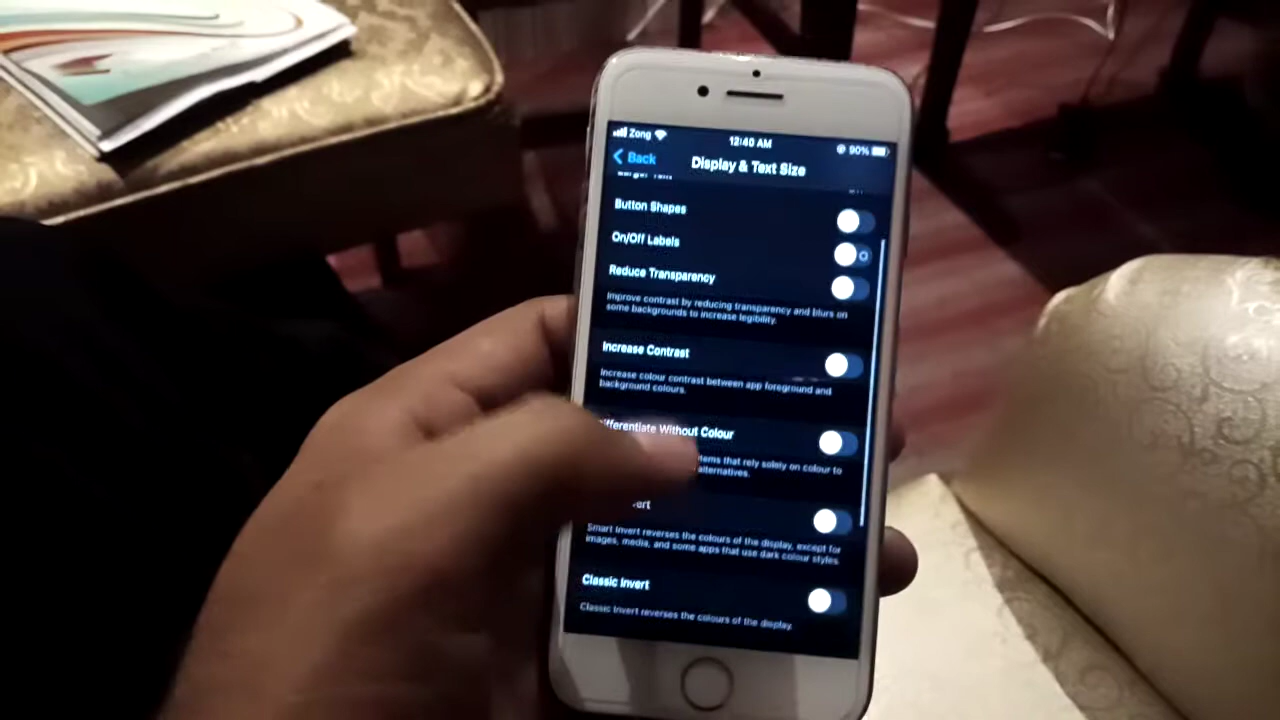 Zong
12:40 AM
90%
Back
Display & Text Size
Button Shapes
On/Off Labels
Reduce Transparency
Improve contrast by reducing transparency and blurs on
some backgrounds to increase legibility.
Increase Contrast
Increase colour contrast between app foreground and
background colours.
Differentiate Without Colour
items that rely solely on colour to
alternatives.
Smart Invert reverses the colours of the display, except for
images, media, and some apps that use dark colour styles.
Classic Invert
Classic Invert reverses the colours of the display.